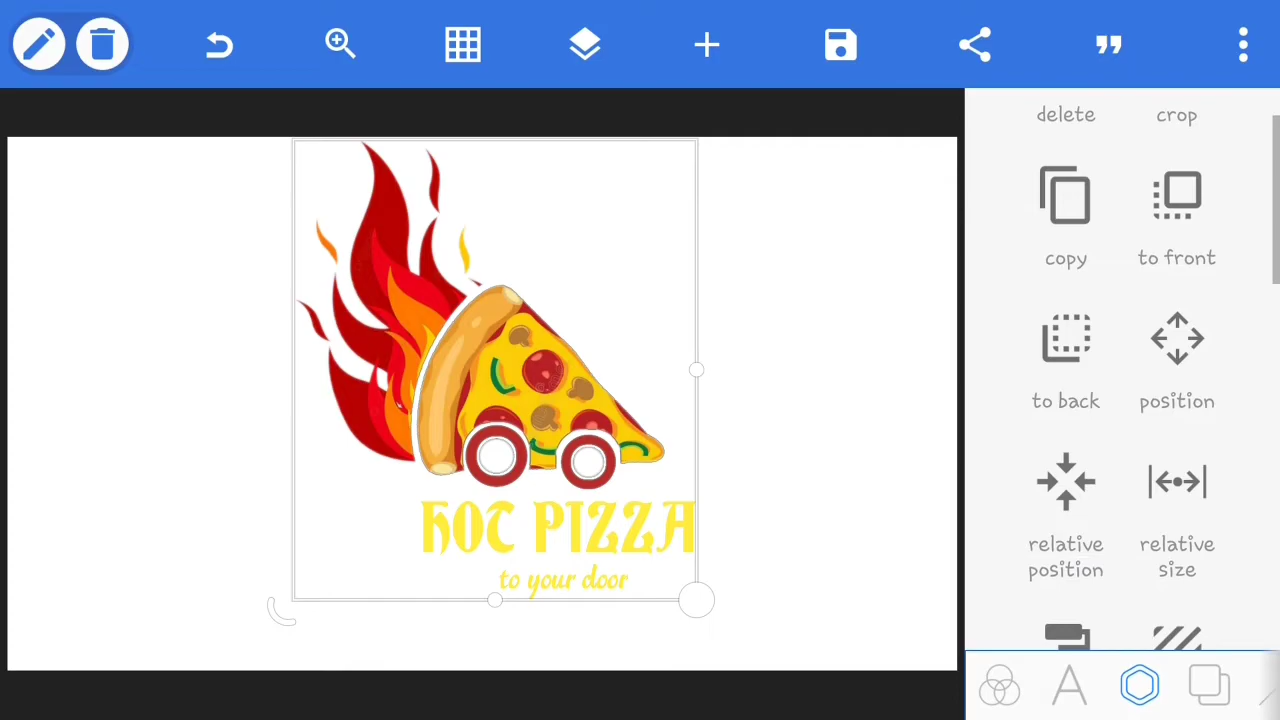 delete
crop
copy
to front
to back
position
relative
position
relative
size
HOT PIZZA
to your door